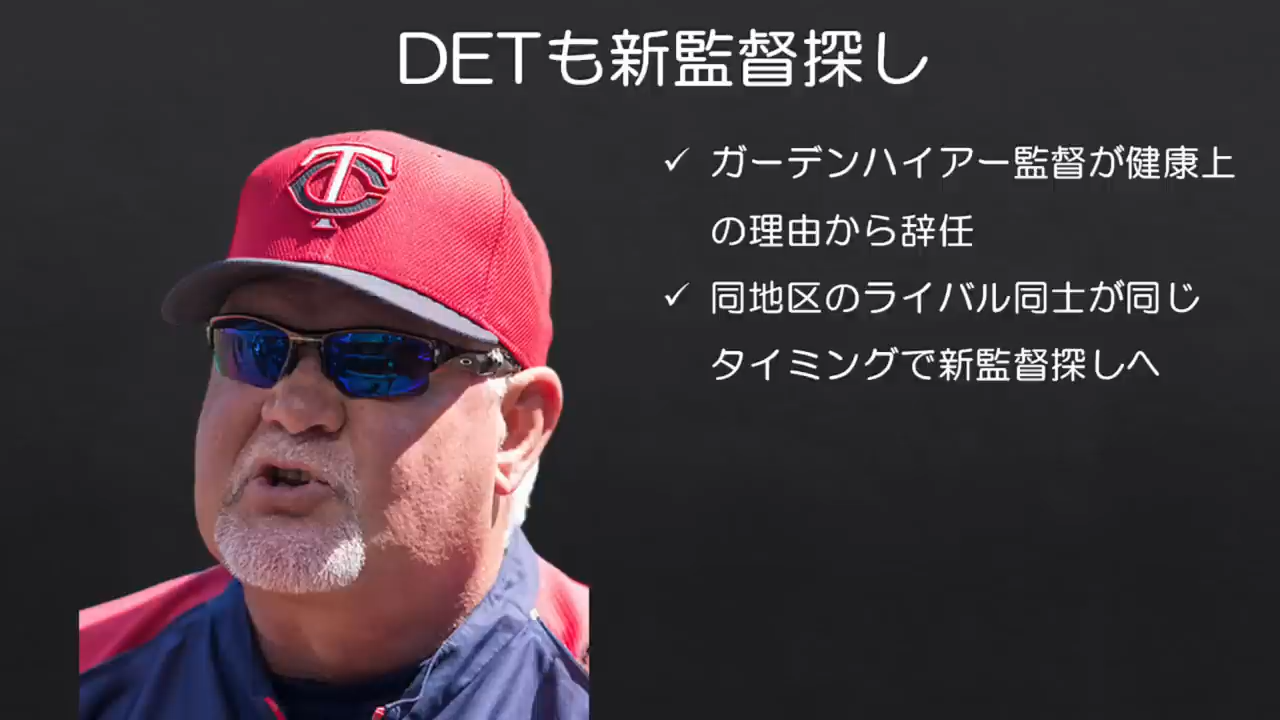 DETも新監督探し
✓ ガーデンハイアー監督が健康上
の理由から辞任
✓ 同地区のライバル同士が同じ
タイミングで新監督探しへ
TC